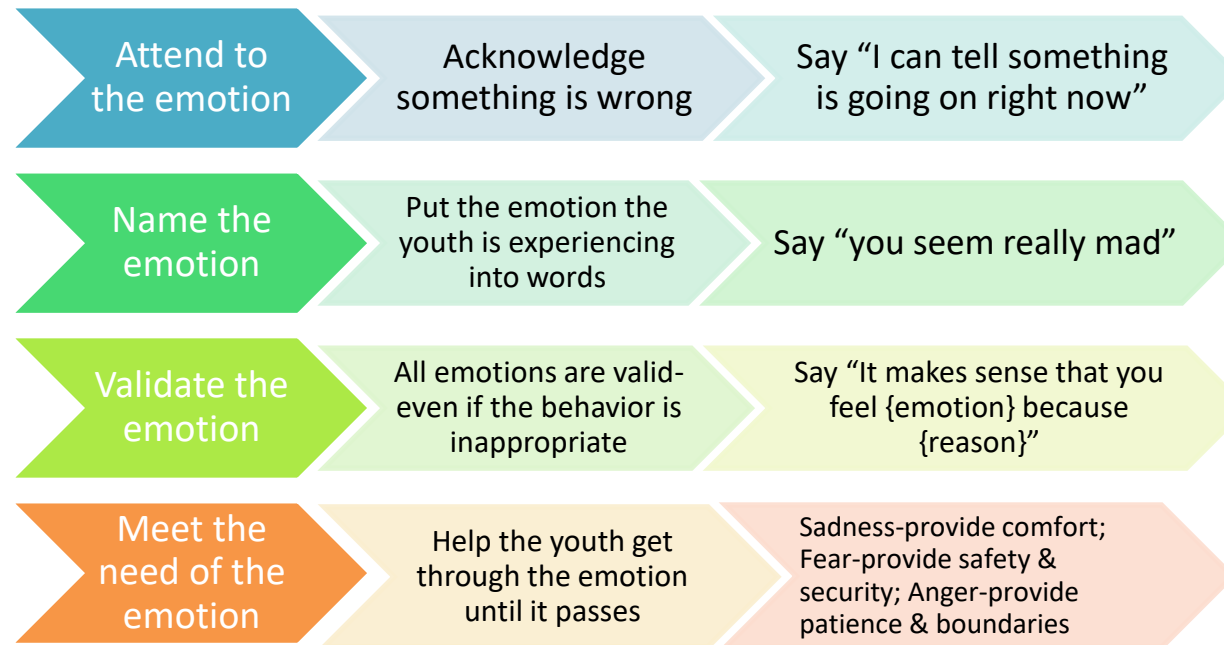 Attend to
the emotion
Acknowledge
something is wrong
Say “I can tell something
is going on right now”
Name the
emotion
Put the emotion the
youth is experiencing
into words
Say “you seem really mad”
Validate the
emotion
All emotions are valid-
even if the behavior is
inappropriate
Say “It makes sense that you
feel {emotion} because
{reason}”
Meet the
need of the
emotion
Help the youth get
through the emotion
until it passes
Sadness-provide comfort;
Fear-provide safety &
security; Anger-provide
patience & boundaries